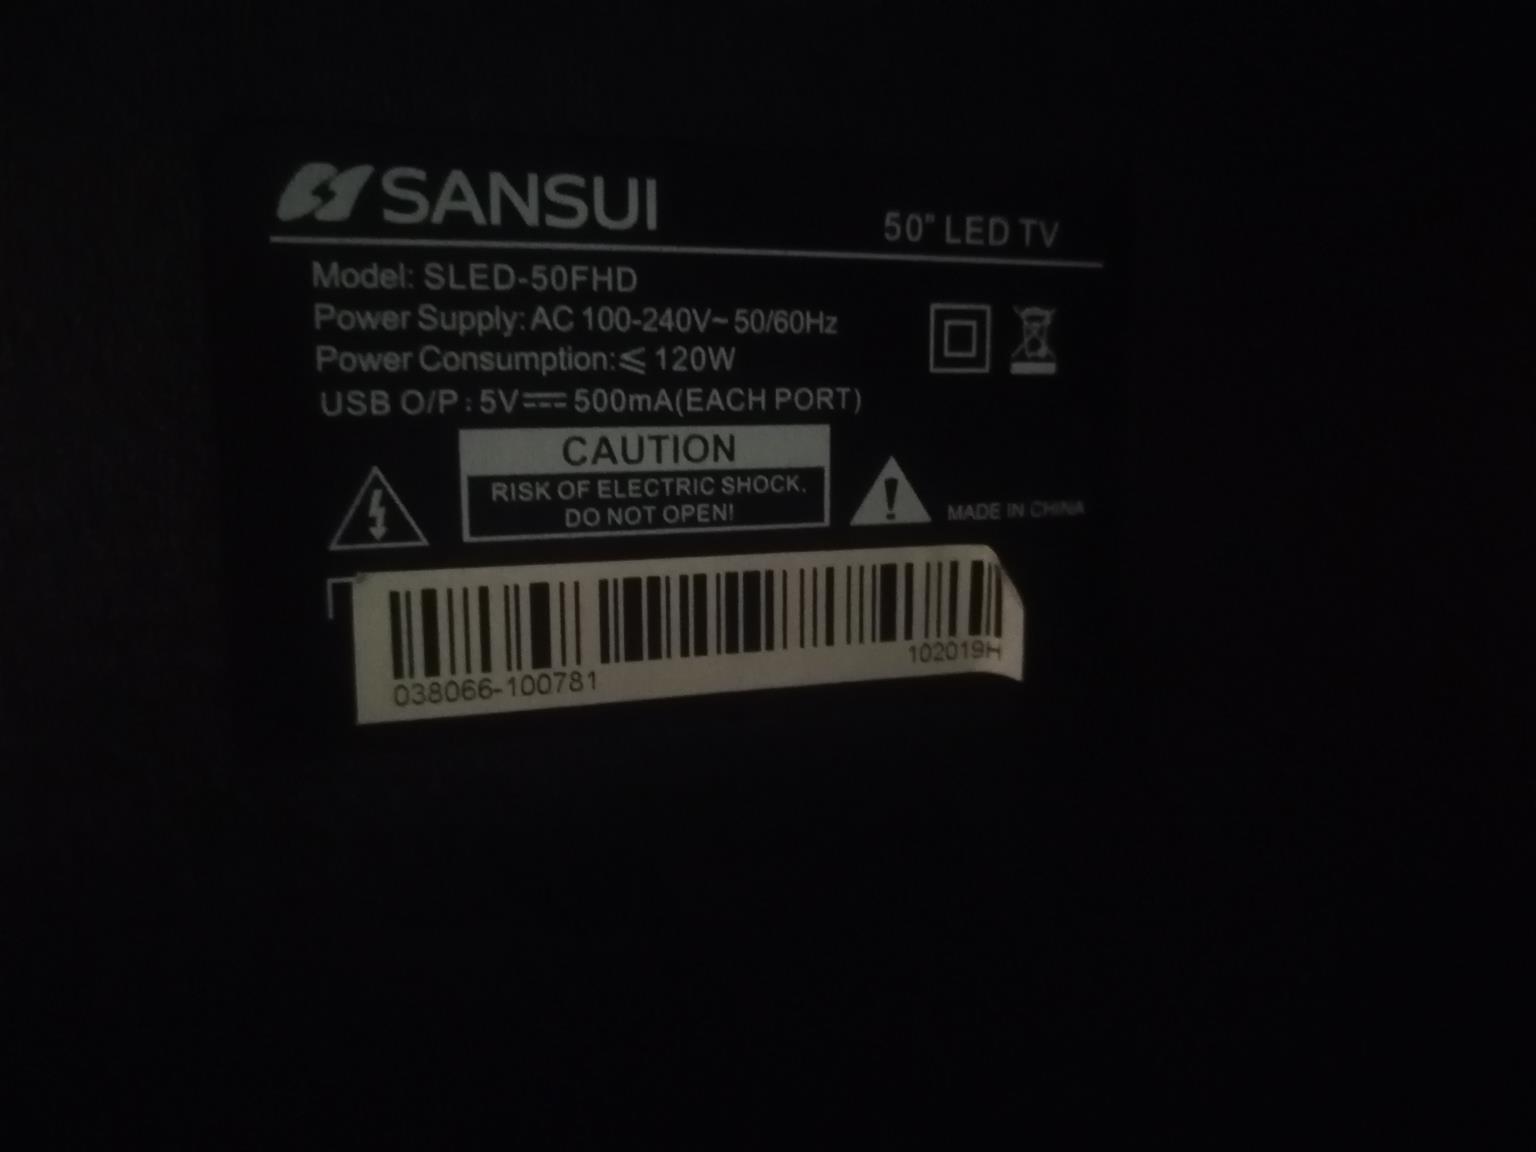 SANSUI
50" LED TV
Model: SLED-50FHD
Power Supply: AC 100-240V~ 50/60Hz
Power Consumption:≤ 120W
USB O/P : 5V⎓ 500mA(EACH PORT)
CAUTION
RISK OF ELECTRIC SHOCK.
DO NOT OPEN!
MADE IN CHINA
038066-100781
102019H